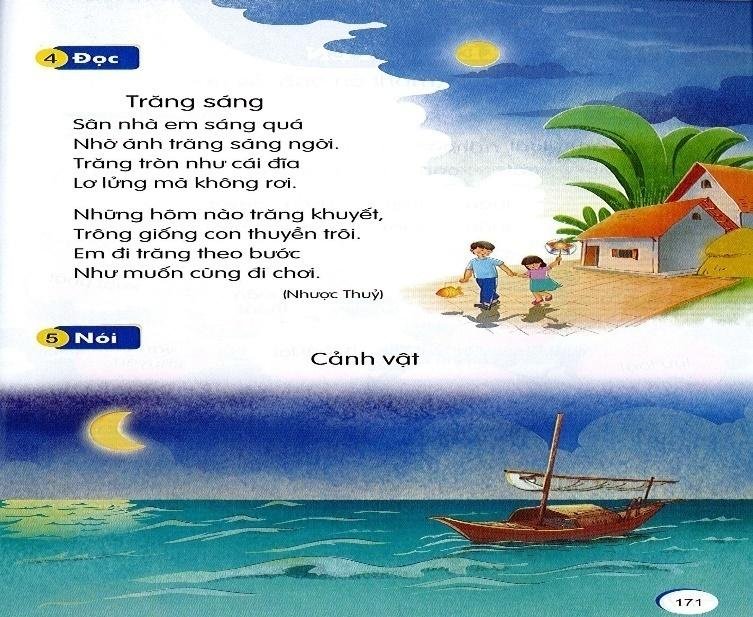 4 Đọc
Trăng sáng
Sân nhà em sáng quá
Nhờ ánh trăng sáng ngời.
Trăng tròn như cái đĩa
Lơ lửng mà không rơi.
Những hôm nào trăng khuyết,
Trông giống con thuyền trôi.
Em đi trăng theo bước
Như muốn cùng đi chơi.
(Nhược Thuỷ)
5 Nói
Cảnh vật
171